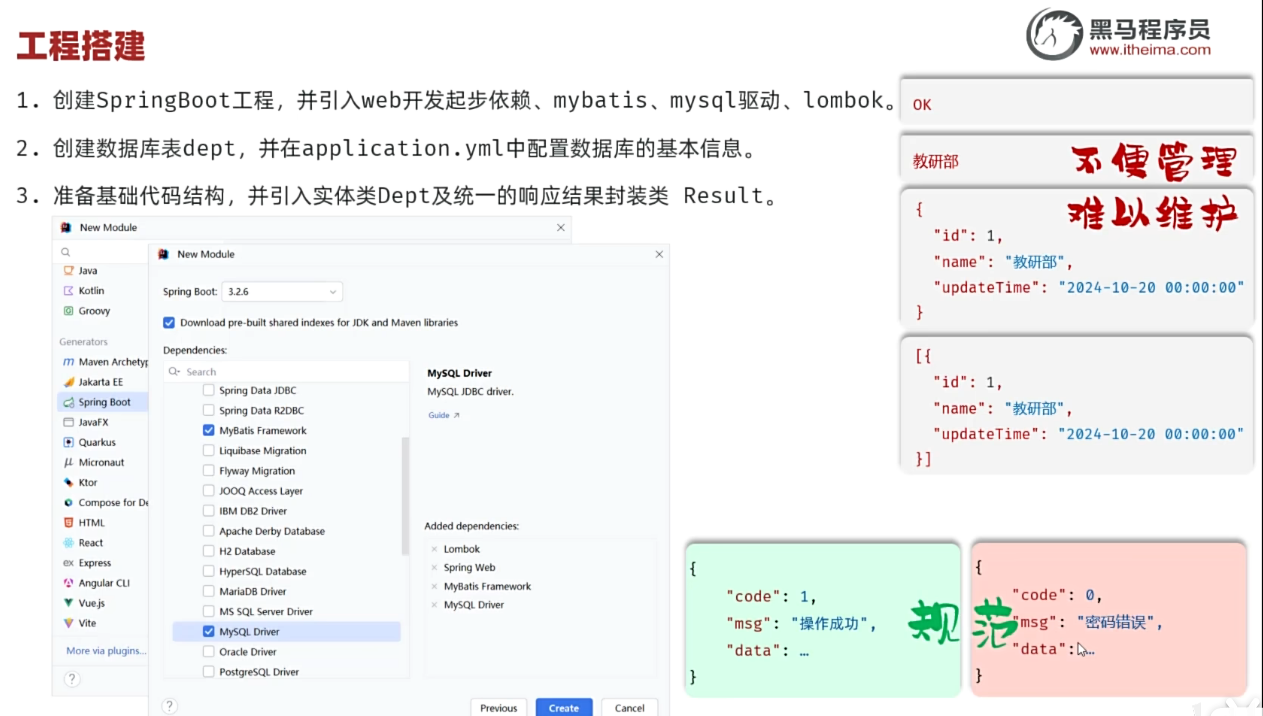 工程搭建
黑马程序员
www.itheima.com
1. 创建SpringBoot工程，并引入web开发起步依赖、mybatis、mysql驱动、lombok。
2. 创建数据库表dept，并在application.yml中配置数据库的基本信息。
3. 准备基础代码结构，并引入实体类Dept及统一的响应结果封装类 Result。
New Module
Java
Kotlin
Groovy
Generators
Maven Archetyp
Jakarta EE
Spring Boot
JavaFX
Quarkus
Micronaut
Ktor
Compose for De
HTML
React
Express
Angular CLI
Vue.js
Vite
More via plugins...
?
New Module
Spring Boot: 3.2.6
Download pre-built shared indexes for JDK and Maven libraries
Dependencies:
Search
Spring Data JDBC
Spring Data R2DBC
MyBatis Framework
Liquibase Migration
Flyway Migration
JOOQ Access Layer
IBM DB2 Driver
Apache Derby Database
H2 Database
HyperSQL Database
MariaDB Driver
MS SQL Server Driver
MySQL Driver
Oracle Driver
PostgreSQL Driver
MySQL Driver
MySQL JDBC driver.
Guide ↗
Added dependencies:
× Lombok
× Spring Web
× MyBatis Framework
× MySQL Driver
?
Previous
Create
Cancel
OK
教研部
不便管理
难以维护
{
"id": 1,
"name": "教研部",
"updateTime": "2024-10-20 00:00:00"
}
[{
"id": 1,
"name": "教研部",
"updateTime": "2024-10-20 00:00:00"
}]
{
"code": 1,
"msg": "操作成功",
"data": …
}
规范
{
"code": 0,
"msg": "密码错误",
"data": …
}